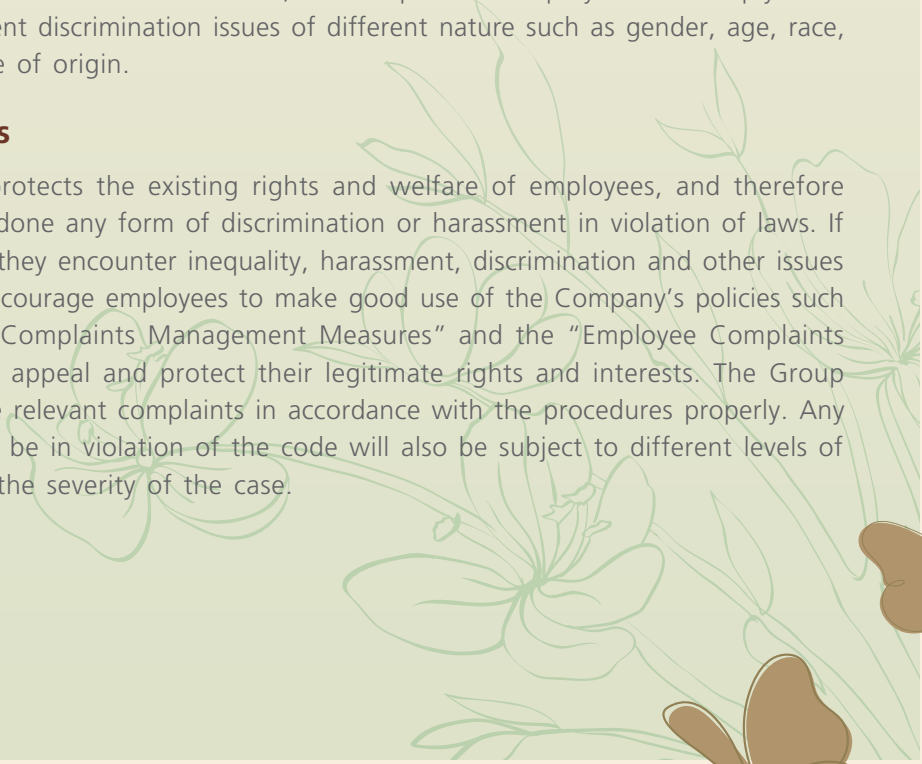 nt discrimination issues of different nature such as gender, age, race,
e of origin.
s
rotects the existing rights and welfare of employees, and therefore
done any form of discrimination or harassment in violation of laws. If
they encounter inequality, harassment, discrimination and other issues
courage employees to make good use of the Company’s policies such
Complaints Management Measures” and the “Employee Complaints
appeal and protect their legitimate rights and interests. The Group
e relevant complaints in accordance with the procedures properly. Any
be in violation of the code will also be subject to different levels of
the severity of the case.